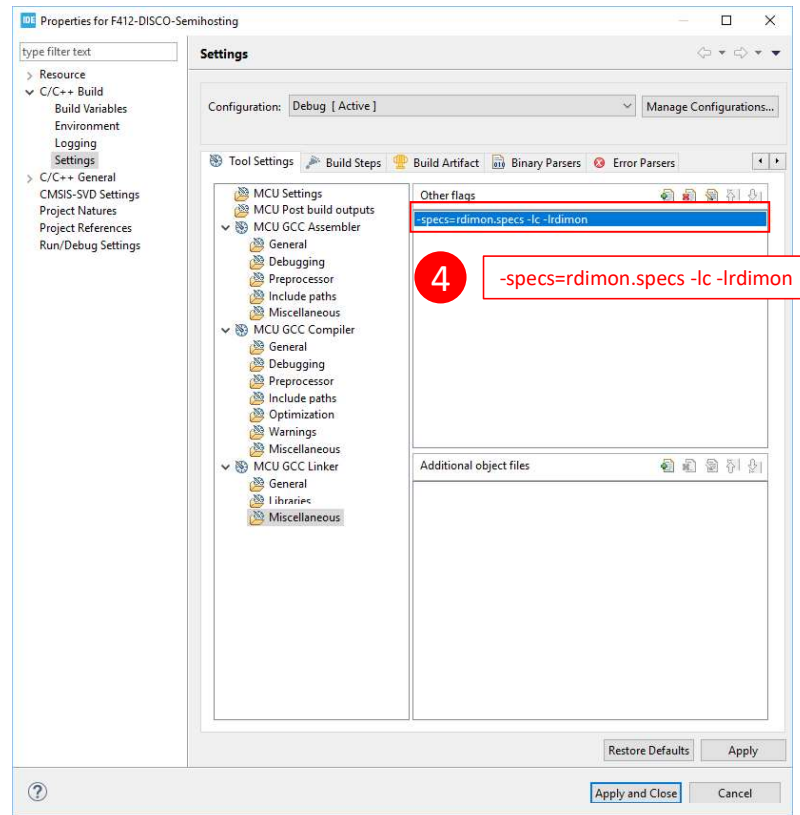 IDE Properties for F412-DISCO-Semihosting
type filter text
Resource
C/C++ Build
Build Variables
Environment
Logging
Settings
C/C++ General
CMSIS-SVD Settings
Project Natures
Project References
Run/Debug Settings
Settings
Configuration: Debug [ Active ]
Manage Configurations...
Tool Settings Build Steps Build Artifact Binary Parsers Error Parsers
MCU Settings
MCU Post build outputs
MCU GCC Assembler
General
Debugging
Preprocessor
Include paths
Miscellaneous
MCU GCC Compiler
General
Debugging
Preprocessor
Include paths
Optimization
Warnings
Miscellaneous
MCU GCC Linker
General
Libraries
Miscellaneous
Other flags
-specs=rdimon.specs -lc -lrdimon
4 -specs=rdimon.specs -lc -lrdimon
Additional object files
Restore Defaults Apply
? Apply and Close Cancel